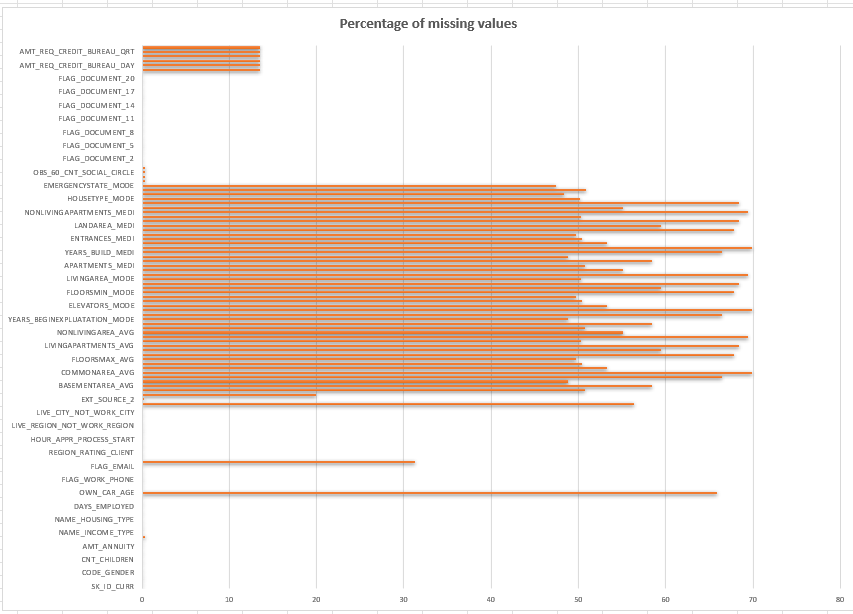 Percentage of missing values
AMT_REQ_CREDIT_BUREAU_QRT
AMT_REQ_CREDIT_BUREAU_DAY
FLAG_DOCUMENT_20
FLAG_DOCUMENT_17
FLAG_DOCUMENT_14
FLAG_DOCUMENT_11
FLAG_DOCUMENT_8
FLAG_DOCUMENT_5
FLAG_DOCUMENT_2
OBS_60_CNT_SOCIAL_CIRCLE
EMERGENCYSTATE_MODE
HOUSETYPE_MODE
NONLIVINGAPARTMENTS_MEDI
LANDAREA_MEDI
ENTRANCES_MEDI
YEARS_BUILD_MEDI
APARTMENTS_MEDI
LIVINGAREA_MODE
FLOORSMIN_MODE
ELEVATORS_MODE
YEARS_BEGINEXPLUATATION_MODE
NONLIVINGAREA_AVG
LIVINGAPARTMENTS_AVG
FLOORSMAX_AVG
COMMONAREA_AVG
BASEMENTAREA_AVG
EXT_SOURCE_2
LIVE_CITY_NOT_WORK_CITY
LIVE_REGION_NOT_WORK_REGION
HOUR_APPR_PROCESS_START
REGION_RATING_CLIENT
FLAG_EMAIL
FLAG_WORK_PHONE
OWN_CAR_AGE
DAYS_EMPLOYED
NAME_HOUSING_TYPE
NAME_INCOME_TYPE
AMT_ANNUITY
CNT_CHILDREN
CODE_GENDER
SK_ID_CURR
0 10 20 30 40 50 60 70 80